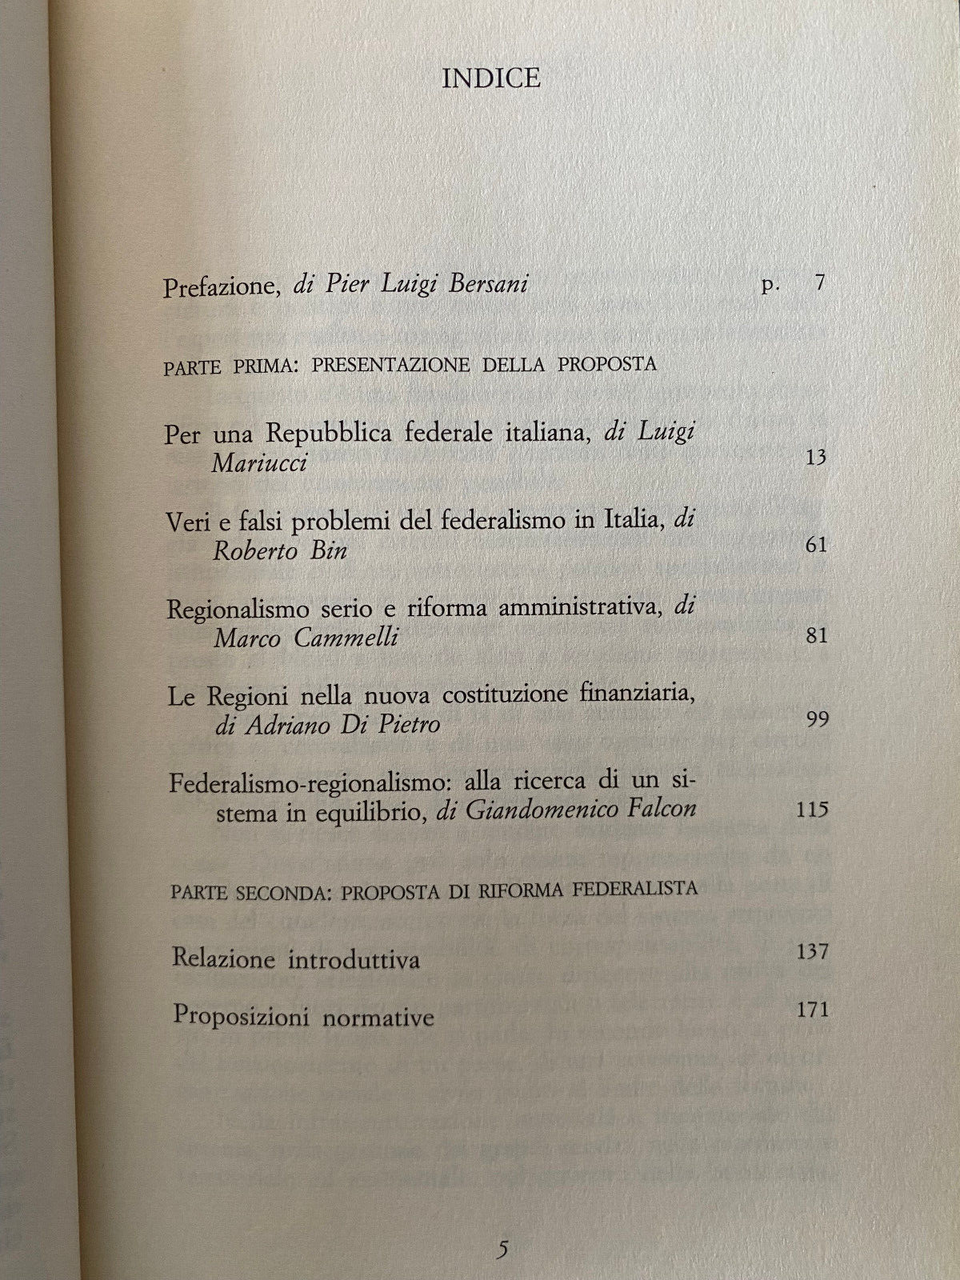 INDICE
Prefazione, di Pier Luigi Bersani p. 7
PARTE PRIMA: PRESENTAZIONE DELLA PROPOSTA
Per una Repubblica federale italiana, di Luigi
Mariucci 13
Veri e falsi problemi del federalismo in Italia, di
Roberto Bin 61
Regionalismo serio e riforma amministrativa, di
Marco Cammelli 81
Le Regioni nella nuova costituzione finanziaria,
di Adriano Di Pietro 99
Federalismo-regionalismo: alla ricerca di un si-
stema in equilibrio, di Giandomenico Falcon 115
PARTE SECONDA: PROPOSTA DI RIFORMA FEDERALISTA
Relazione introduttiva 137
Proposizioni normative 171
5